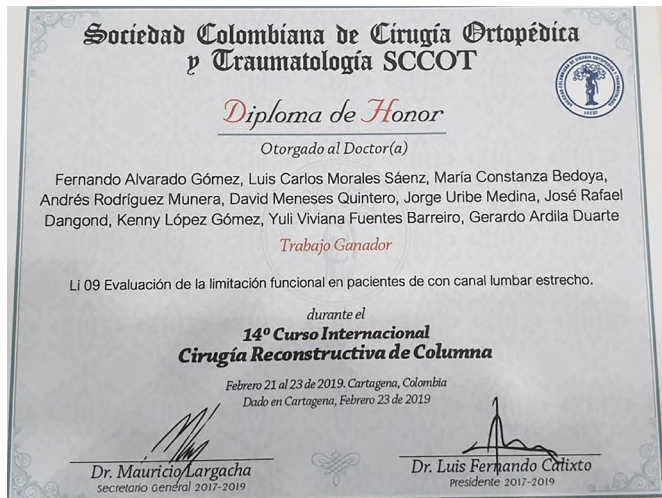 Sociedad Colombiana de Cirugía Ortopédica
y Traumatología SCCOT
Diploma de Honor
Otorgado al Doctor(a)
Fernando Alvarado Gómez, Luis Carlos Morales Sáenz, María Constanza Bedoya,
Andrés Rodríguez Munera, David Meneses Quintero, Jorge Uribe Medina, José Rafael
Dangond, Kenny López Gómez, Yuli Viviana Fuentes Barreiro, Gerardo Ardila Duarte
Trabajo Ganador
Li 09 Evaluación de la limitación funcional en pacientes de con canal lumbar estrecho.
durante el
14º Curso Internacional
Cirugía Reconstructiva de Columna
Febrero 21 al 23 de 2019. Cartagena, Colombia
Dado en Cartagena, Febrero 23 de 2019
Dr. Mauricio Largacha
Secretario General 2017-2019
Dr. Luis Fernando Calixto
Presidente 2017-2019